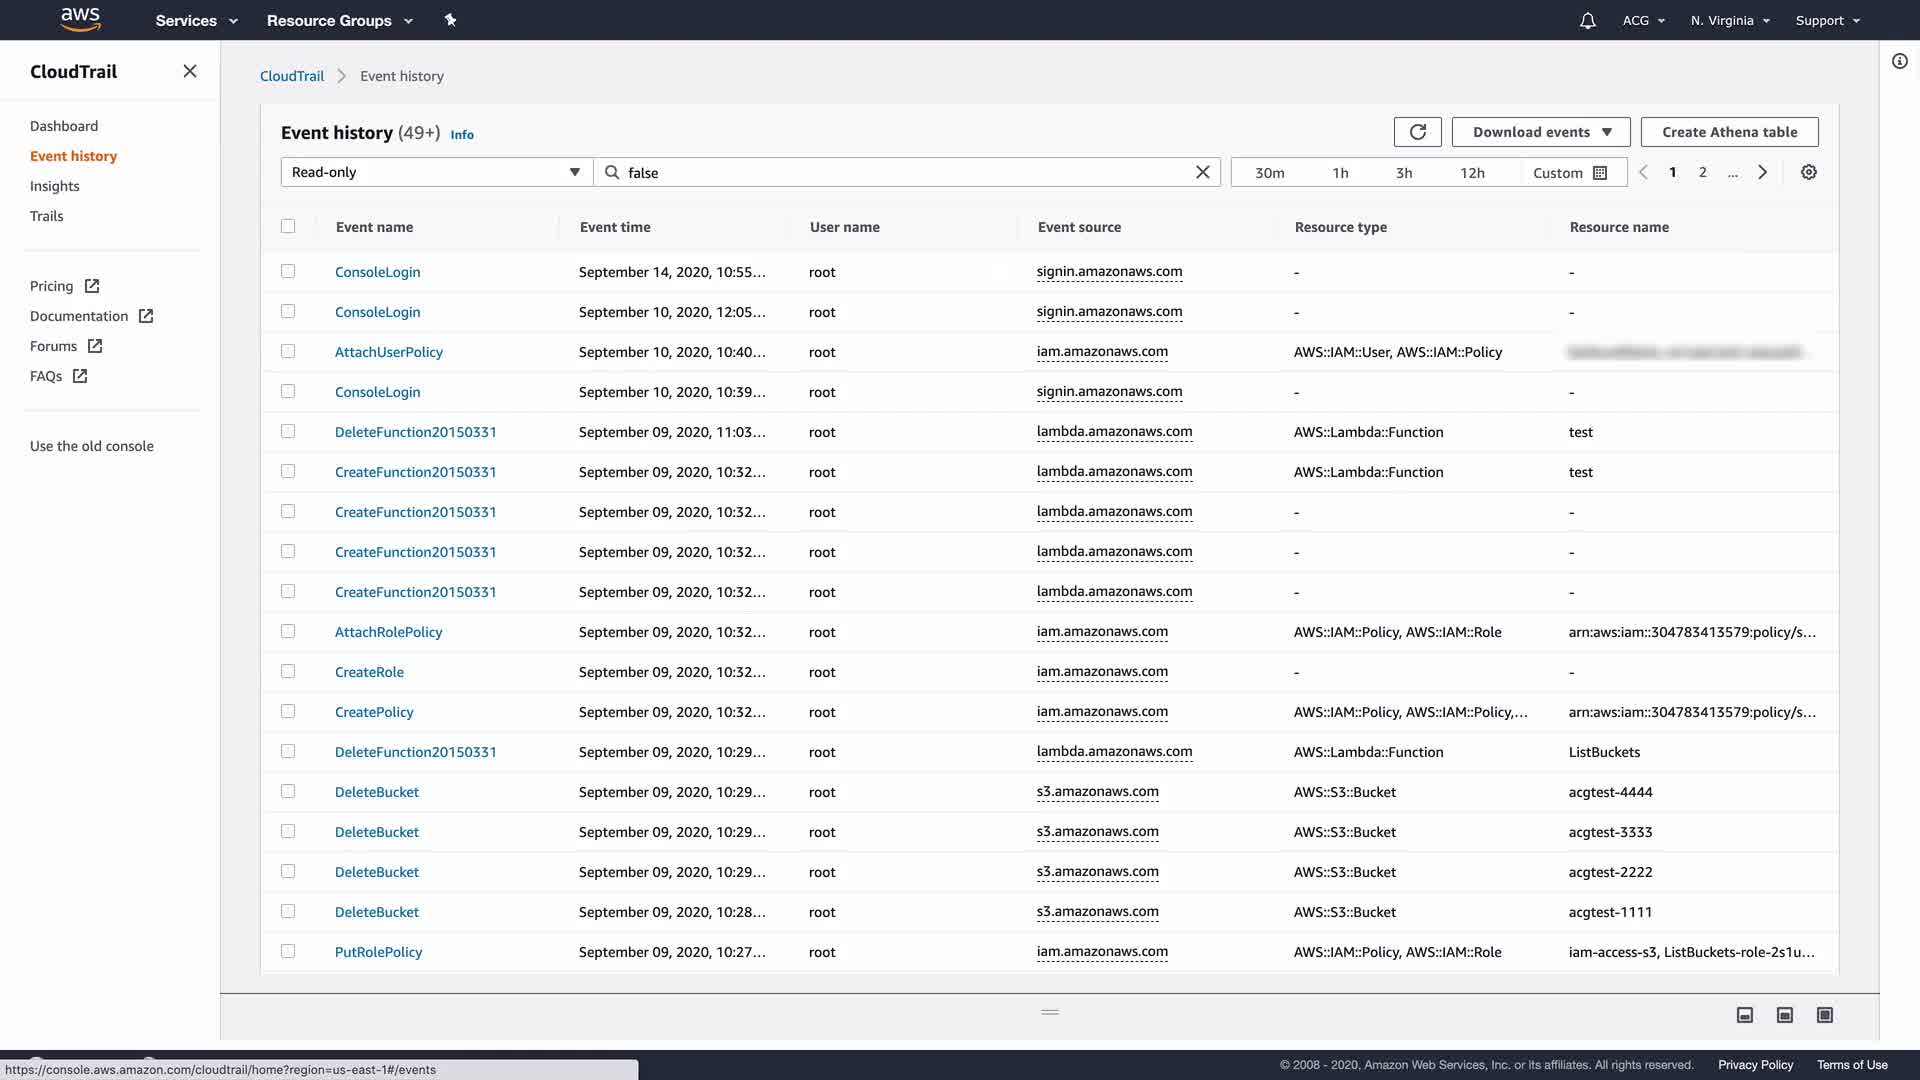 aws Services Resource Groups ACG N. Virginia Support
CloudTrail
Dashboard
Event history
Insights
Trails
Pricing
Documentation
Forums
FAQs
Use the old console
CloudTrail Event history
Event history (49+) Info Download events Create Athena table
Read-only false 30m 1h 3h 12h Custom 1 2 ...
Event name Event time User name Event source Resource type Resource name
ConsoleLogin September 14, 2020, 10:55... root signin.amazonaws.com - -
ConsoleLogin September 10, 2020, 12:05... root signin.amazonaws.com - -
AttachUserPolicy September 10, 2020, 10:40... root iam.amazonaws.com AWS::IAM::User, AWS::IAM::Policy
ConsoleLogin September 10, 2020, 10:39... root signin.amazonaws.com - -
DeleteFunction20150331 September 09, 2020, 11:03... root lambda.amazonaws.com AWS::Lambda::Function test
CreateFunction20150331 September 09, 2020, 10:32... root lambda.amazonaws.com AWS::Lambda::Function test
CreateFunction20150331 September 09, 2020, 10:32... root lambda.amazonaws.com - -
CreateFunction20150331 September 09, 2020, 10:32... root lambda.amazonaws.com - -
CreateFunction20150331 September 09, 2020, 10:32... root lambda.amazonaws.com - -
AttachRolePolicy September 09, 2020, 10:32... root iam.amazonaws.com AWS::IAM::Policy, AWS::IAM::Role arn:aws:iam::304783413579:policy/s...
CreateRole September 09, 2020, 10:32... root iam.amazonaws.com - -
CreatePolicy September 09, 2020, 10:32... root iam.amazonaws.com AWS::IAM::Policy, AWS::IAM::Policy,... arn:aws:iam::304783413579:policy/s...
DeleteFunction20150331 September 09, 2020, 10:29... root lambda.amazonaws.com AWS::Lambda::Function ListBuckets
DeleteBucket September 09, 2020, 10:29... root s3.amazonaws.com AWS::S3::Bucket acgtest-4444
DeleteBucket September 09, 2020, 10:29... root s3.amazonaws.com AWS::S3::Bucket acgtest-3333
DeleteBucket September 09, 2020, 10:29... root s3.amazonaws.com AWS::S3::Bucket acgtest-2222
DeleteBucket September 09, 2020, 10:28... root s3.amazonaws.com AWS::S3::Bucket acgtest-1111
PutRolePolicy September 09, 2020, 10:27... root iam.amazonaws.com AWS::IAM::Policy, AWS::IAM::Role iam-access-s3, ListBuckets-role-2s1u...
© 2008 - 2020, Amazon Web Services, Inc. or its affiliates. All rights reserved. Privacy Policy Terms of Use
https://console.aws.amazon.com/cloudtrail/home?region=us-east-1#/events